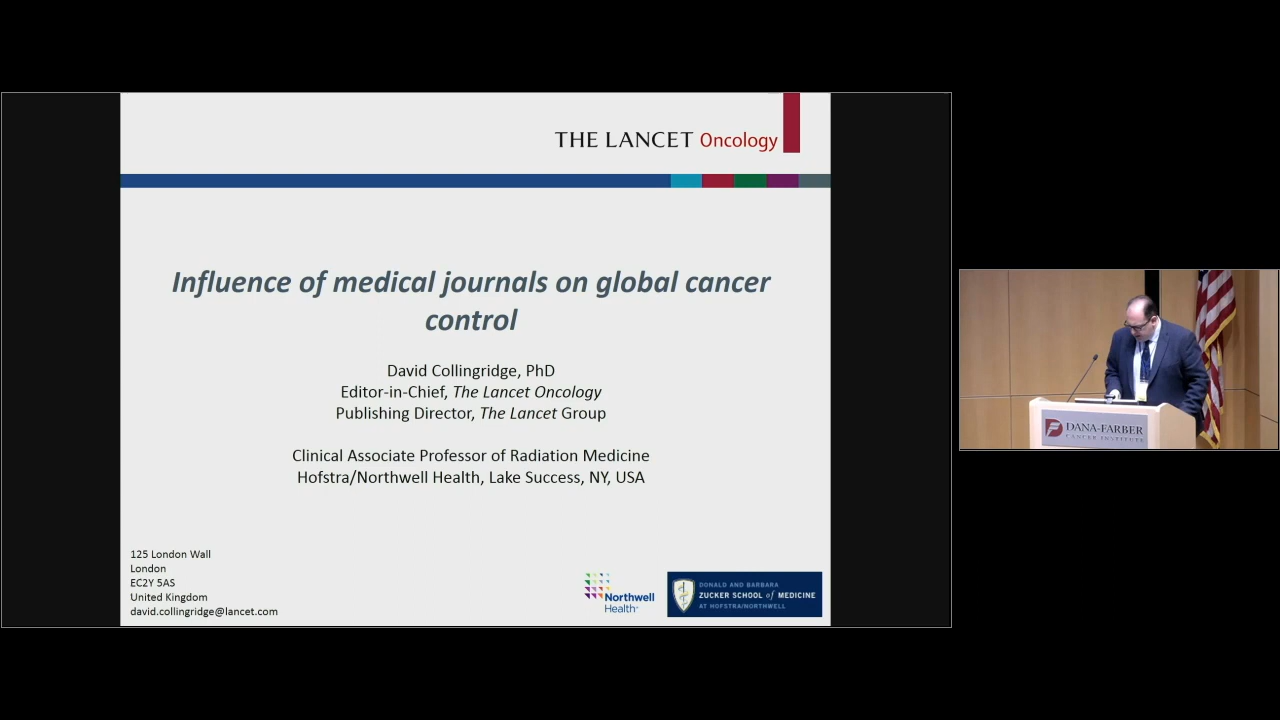 THE LANCET Oncology
Influence of medical journals on global cancer
control
David Collingridge, PhD
Editor-in-Chief, The Lancet Oncology
Publishing Director, The Lancet Group
Clinical Associate Professor of Radiation Medicine
Hofstra/Northwell Health, Lake Success, NY, USA
125 London Wall
London
EC2Y 5AS
United Kingdom
david.collingridge@lancet.com
Northwell
Health
DONALD AND BARBARA
ZUCKER SCHOOL of MEDICINE
AT HOFSTRA/NORTHWELL
DANA-FARBER
CANCER INSTITUTE